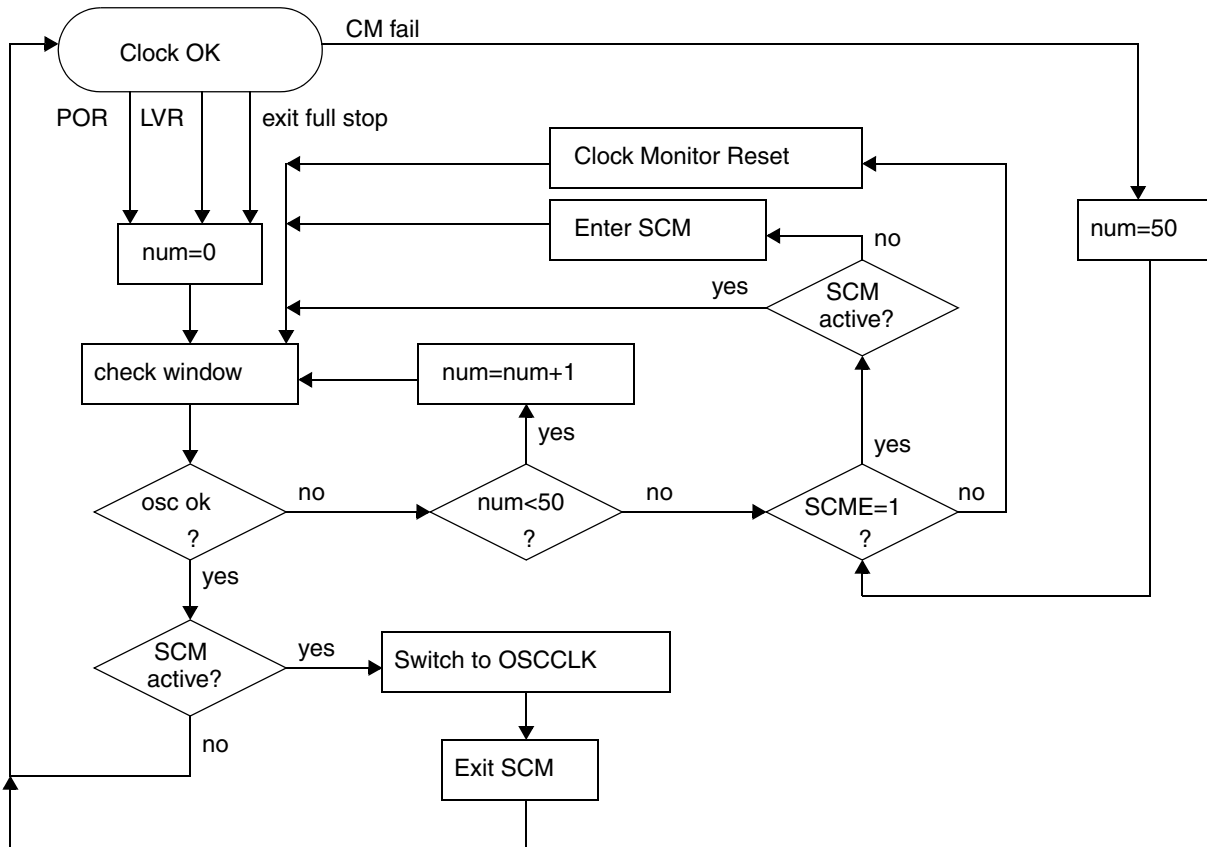 CM fail
Clock OK
POR
LVR
exit full stop
Clock Monitor Reset
Enter SCM
no
num=50
num=0
yes
SCM
active?
check window
num=num+1
yes
yes
osc ok
?
no
num<50
?
no
SCME=1
?
no
yes
SCM
active?
yes
Switch to OSCCLK
no
Exit SCM